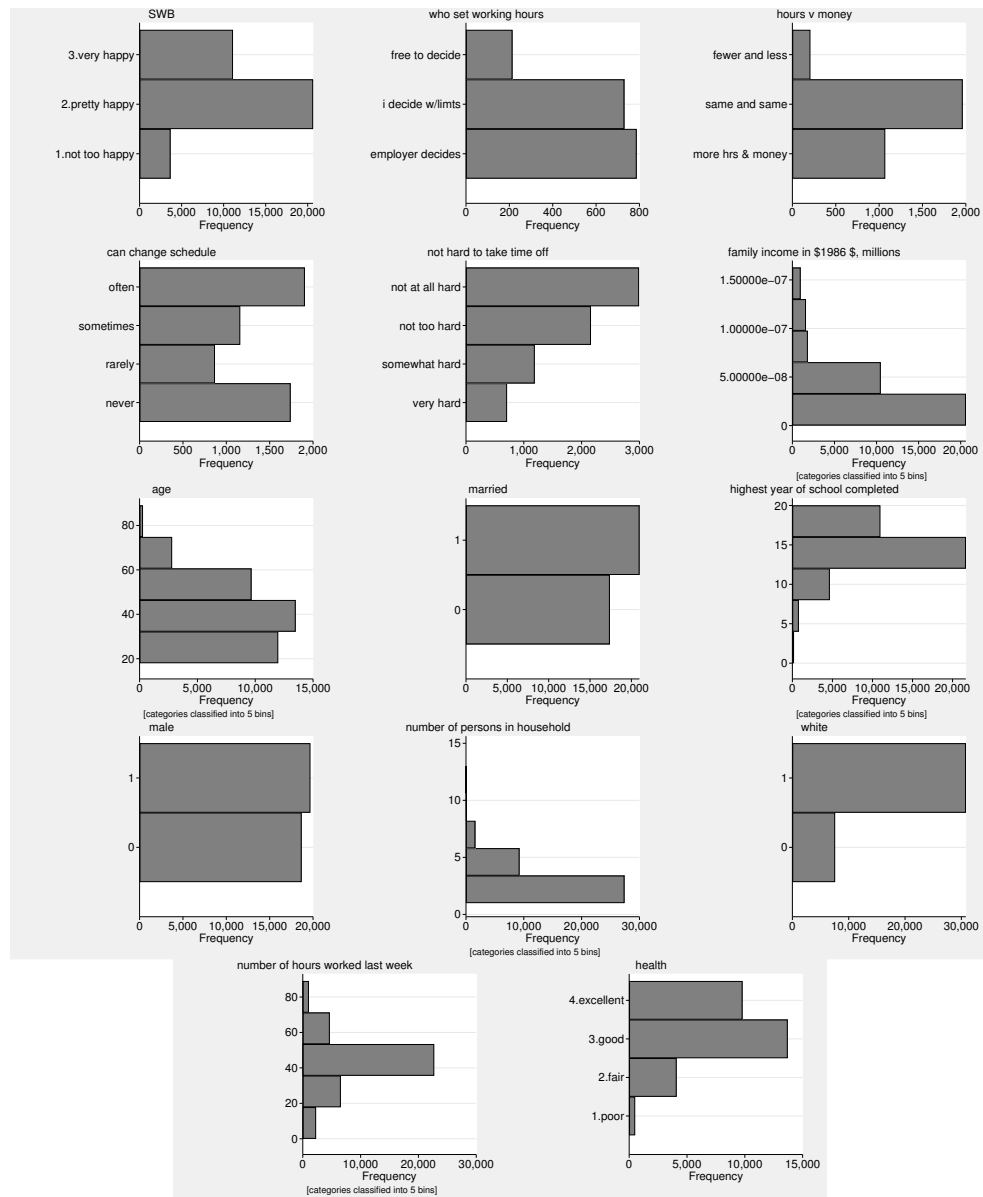 SWB
3.very happy
2.pretty happy
1.not too happy
0 5,000 10,000 15,000 20,000
Frequency
who set working hours
free to decide
i decide w/limts
employer decides
0 200 400 600 800
Frequency
hours v money
fewer and less
same and same
more hrs & money
0 500 1,000 1,500 2,000
Frequency
can change schedule
often
sometimes
rarely
never
0 500 1,000 1,500 2,000
Frequency
not hard to take time off
not at all hard
not too hard
somewhat hard
very hard
0 1,000 2,000 3,000
Frequency
family income in $1986 $, millions
1.50000e−07
1.00000e−07
5.00000e−08
0
0 5,000 10,000 15,000 20,000
Frequency
[categories classified into 5 bins]
age
80
60
40
20
0 5,000 10,000 15,000
Frequency
[categories classified into 5 bins]
married
1
0
0 5,000 10,000 15,000 20,000
Frequency
highest year of school completed
20
15
10
5
0
0 5,000 10,000 15,000 20,000
Frequency
[categories classified into 5 bins]
male
1
0
0 5,000 10,000 15,000 20,000
Frequency
number of persons in household
15
10
5
0
0 10,000 20,000 30,000
Frequency
[categories classified into 5 bins]
white
1
0
0 10,000 20,000 30,000
Frequency
number of hours worked last week
80
60
40
20
0
0 10,000 20,000 30,000
Frequency
[categories classified into 5 bins]
health
4.excellent
3.good
2.fair
1.poor
0 5,000 10,000 15,000
Frequency